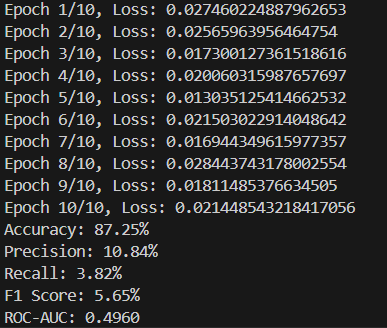 Epoch 1/10, Loss: 0.027460224887962653
Epoch 2/10, Loss: 0.02565963956464754
Epoch 3/10, Loss: 0.017300127361518616
Epoch 4/10, Loss: 0.020060315987657697
Epoch 5/10, Loss: 0.013035125414662532
Epoch 6/10, Loss: 0.021503022914048642
Epoch 7/10, Loss: 0.016944349615977357
Epoch 8/10, Loss: 0.028443743178002554
Epoch 9/10, Loss: 0.01811485376634505
Epoch 10/10, Loss: 0.021448543218417056
Accuracy: 87.25%
Precision: 10.84%
Recall: 3.82%
F1 Score: 5.65%
ROC-AUC: 0.4960